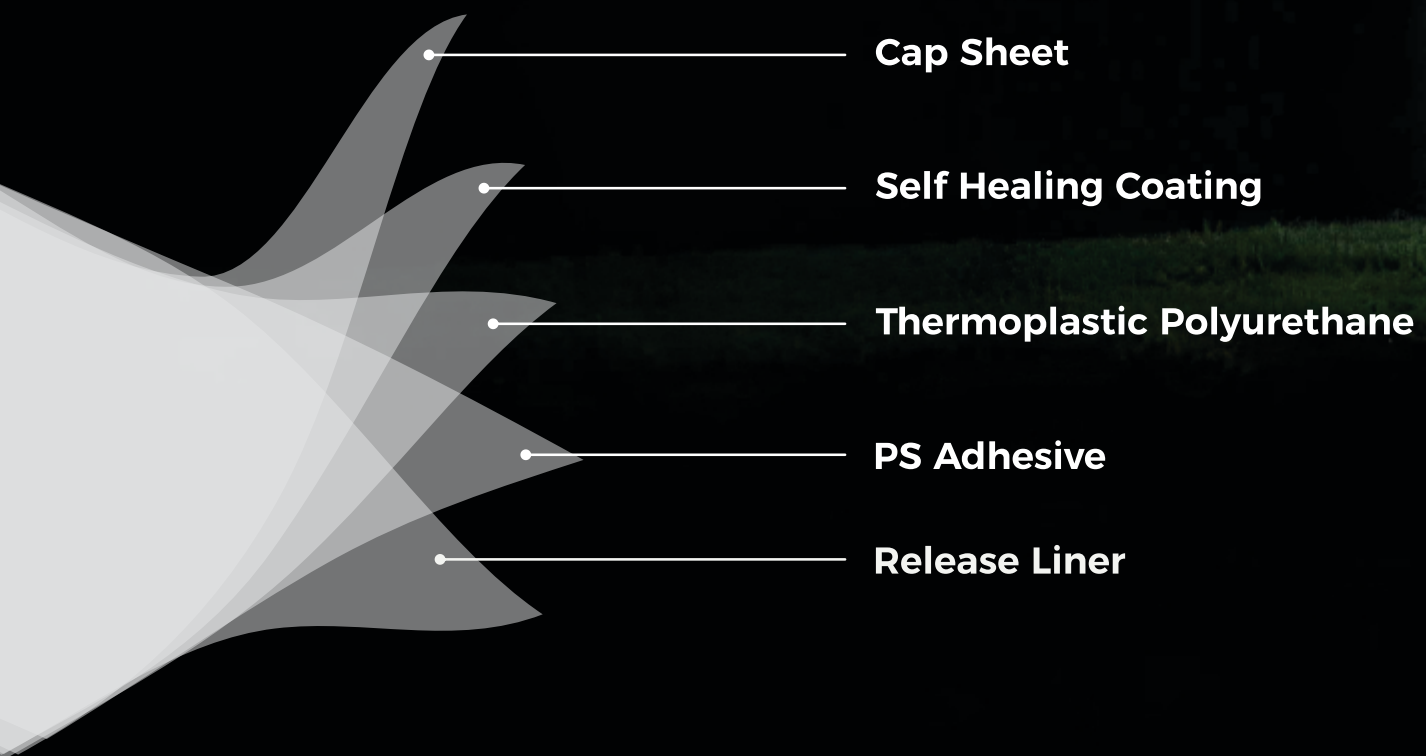 Cap Sheet
Self Healing Coating
Thermoplastic Polyurethane
PS Adhesive
Release Liner